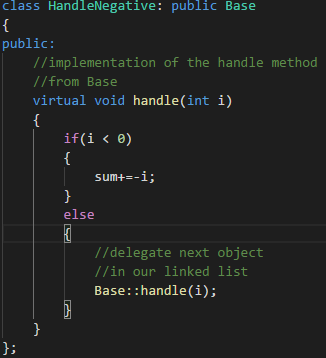 class HandleNegative: public Base
{
public:
    //implementation of the handle method
    //from Base
    virtual void handle(int i)
    {
        if(i < 0)
        {
            sum+=-i;
        }
        else
        {
            //delegate next object
            //in our linked list
            Base::handle(i);
        }
    }
};